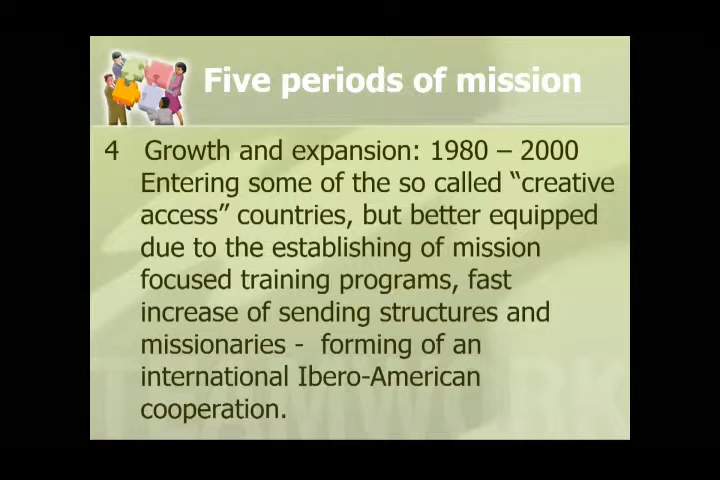 Five periods of mission
4 Growth and expansion: 1980 – 2000
Entering some of the so called “creative
access” countries, but better equipped
due to the establishing of mission
focused training programs, fast
increase of sending structures and
missionaries - forming of an
international Ibero-American
cooperation.
TEAMWORK